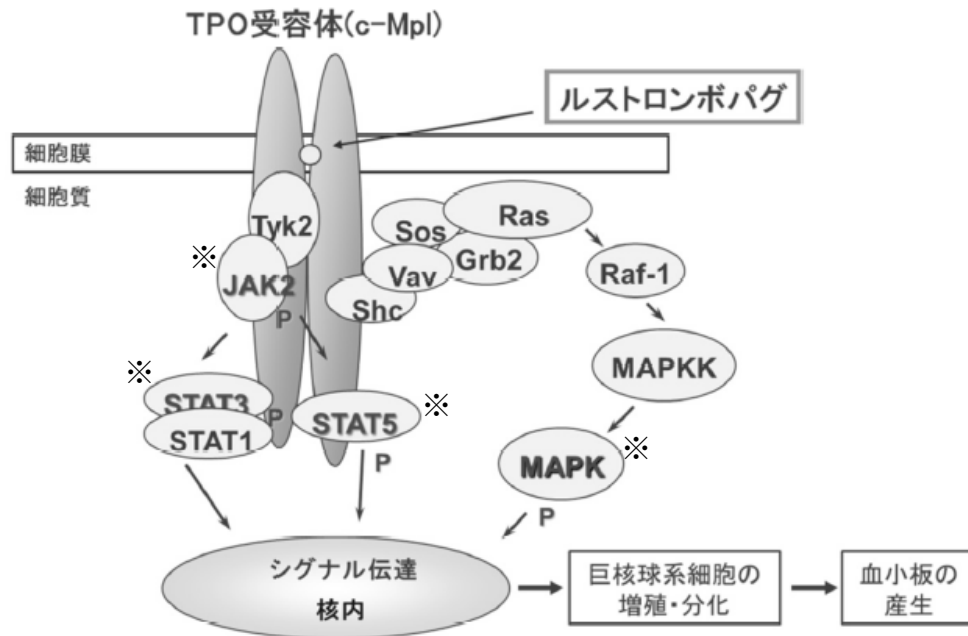 TPO受容体(c-Mpl)
ルストロンボパグ
細胞膜
細胞質
Tyk2
※
JAK2
P
Sos
Ras
Vav
Grb2
Shc
Raf-1
MAPKK
※
STAT3
STAT1
P
STAT5
※
P
MAPK
※
P
シグナル伝達
核内
巨核球系細胞の
増殖・分化
血小板の
産生